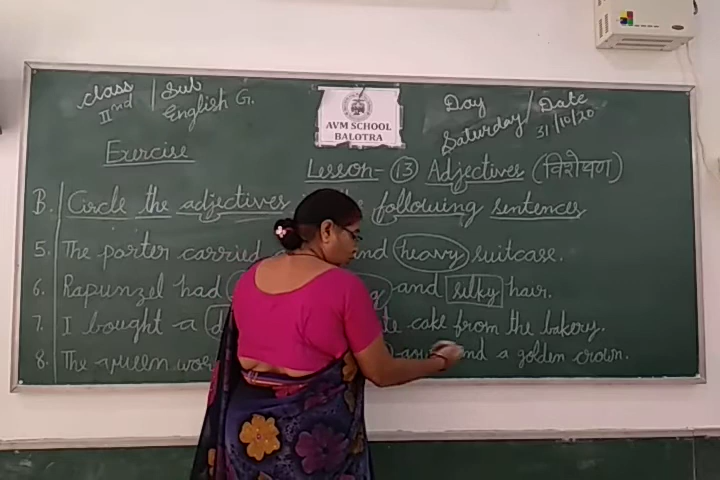 Class IInd / Sub English G.
AVM SCHOOL
BALOTRA
Day Saturday / Date 31/10/20
Exercise
Lesson-13 Adjectives (विशेषण)
B. Circle the adjectives the following sentences
5. The porter carried and heavy suitcase.
6. Rapunzel had and silky hair.
7. I bought a cake from the bakery.
8. The queen and a golden crown.